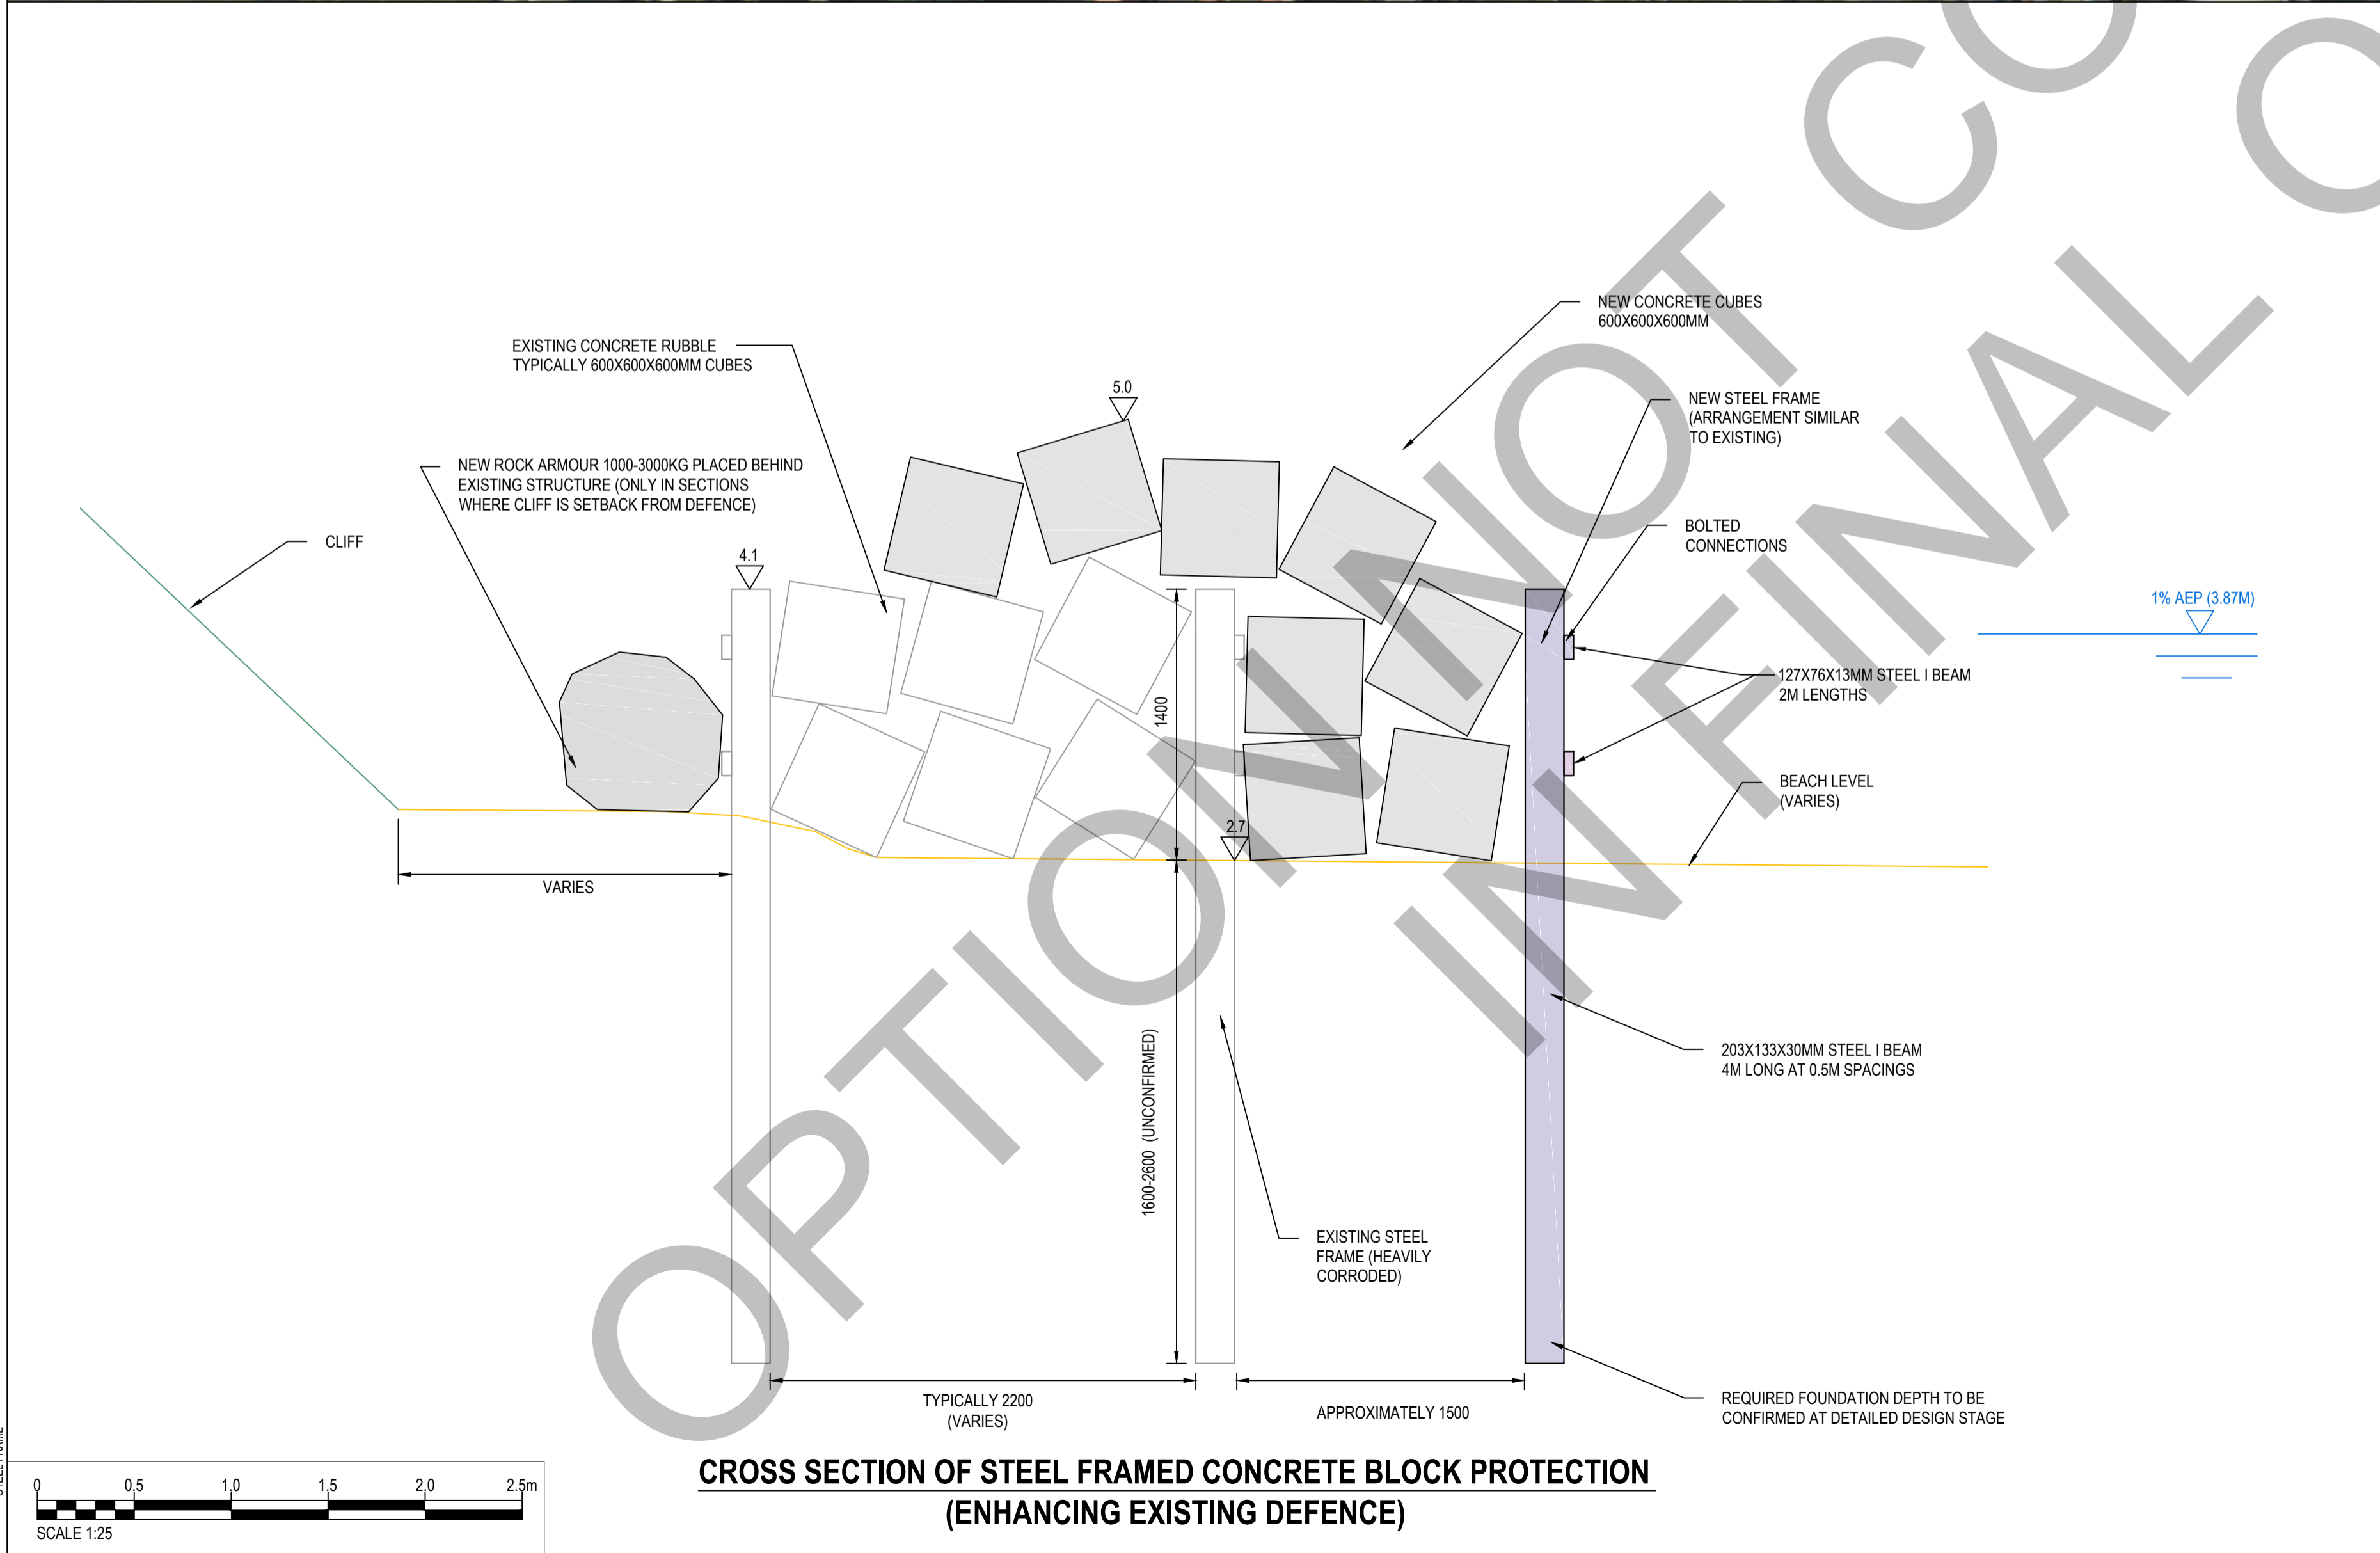 NEW CONCRETE CUBES
600X600X600MM
EXISTING CONCRETE RUBBLE
TYPICALLY 600X600X600MM CUBES
5.0
NEW STEEL FRAME
(ARRANGEMENT SIMILAR
TO EXISTING)
NEW ROCK ARMOUR 1000-3000KG PLACED BEHIND
EXISTING STRUCTURE (ONLY IN SECTIONS
WHERE CLIFF IS SETBACK FROM DEFENCE)
CLIFF
BOLTED
CONNECTIONS
4.1
1% AEP (3.87M)
127X76X13MM STEEL I BEAM
2M LENGTHS
1400
BEACH LEVEL
(VARIES)
2.7
VARIES
203X133X30MM STEEL I BEAM
4M LONG AT 0.5M SPACINGS
1600-2600 (UNCONFIRMED)
EXISTING STEEL
FRAME (HEAVILY
CORRODED)
TYPICALLY 2200
(VARIES)
APPROXIMATELY 1500
REQUIRED FOUNDATION DEPTH TO BE
CONFIRMED AT DETAILED DESIGN STAGE
CROSS SECTION OF STEEL FRAMED CONCRETE BLOCK PROTECTION
(ENHANCING EXISTING DEFENCE)
0 0.5 1.0 1.5 2.0 2.5m
SCALE 1:25
OPTION NOT CO
IN FINAL O